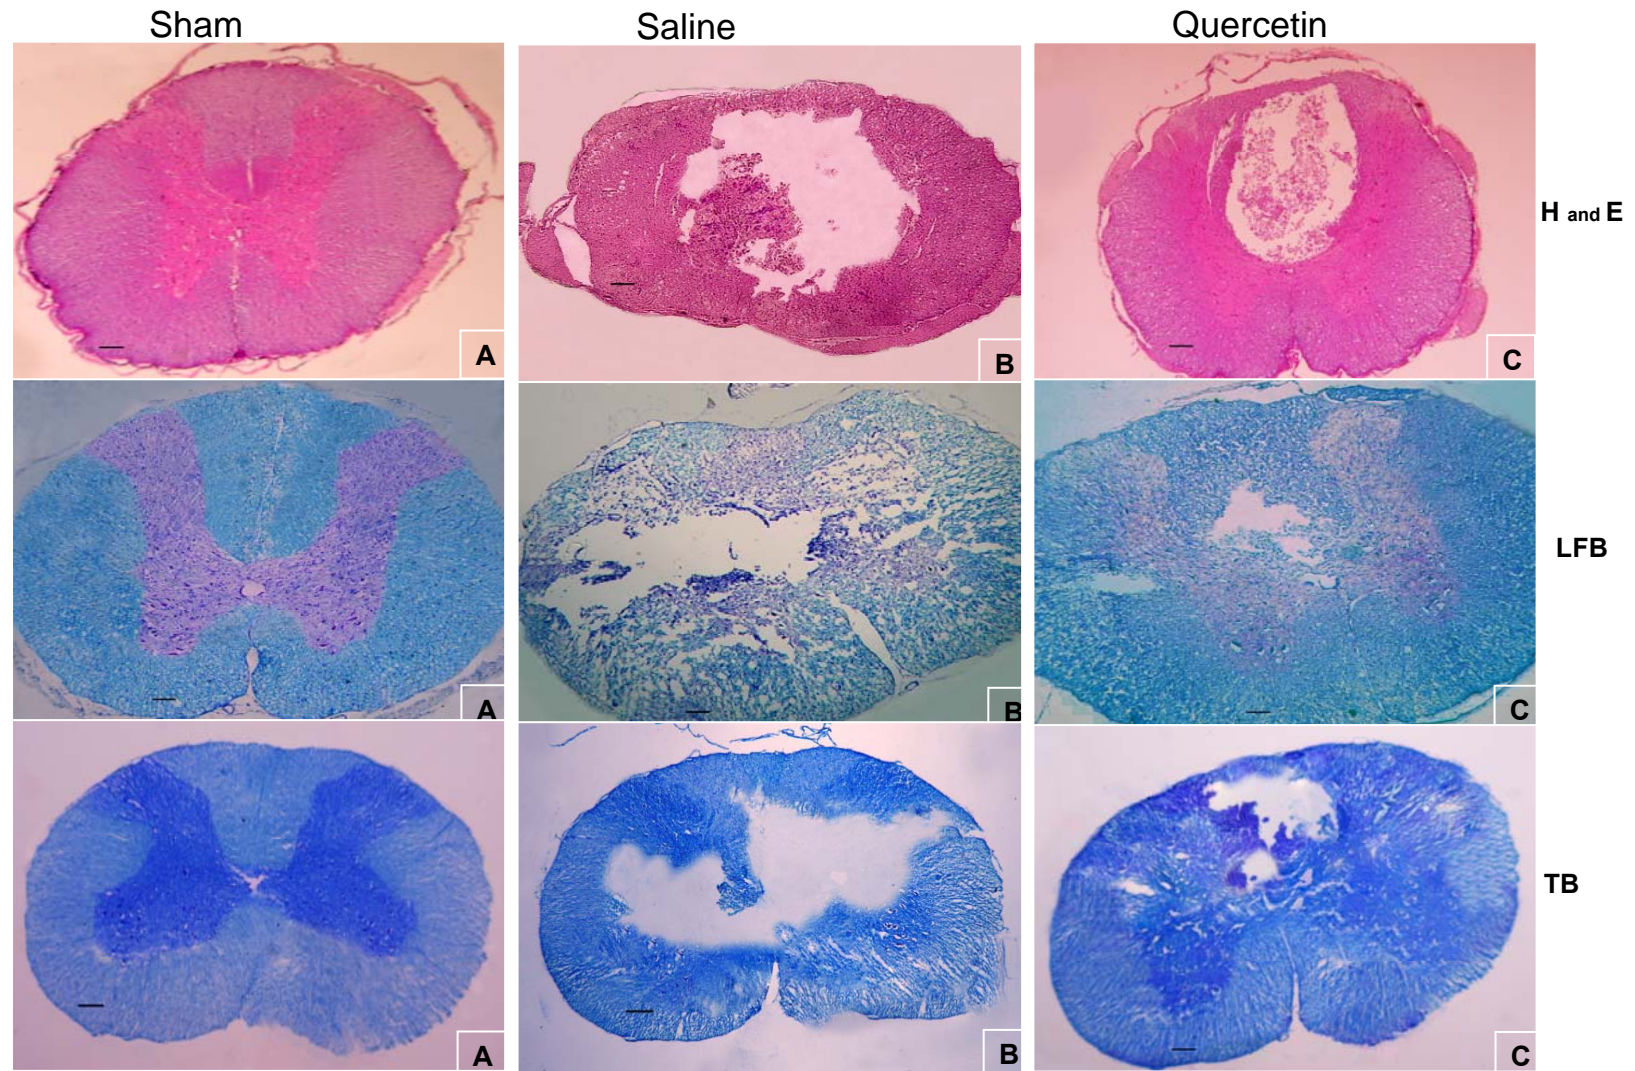 Sham Saline Quercetin
A B C H and E
A B C LFB
A B C TB